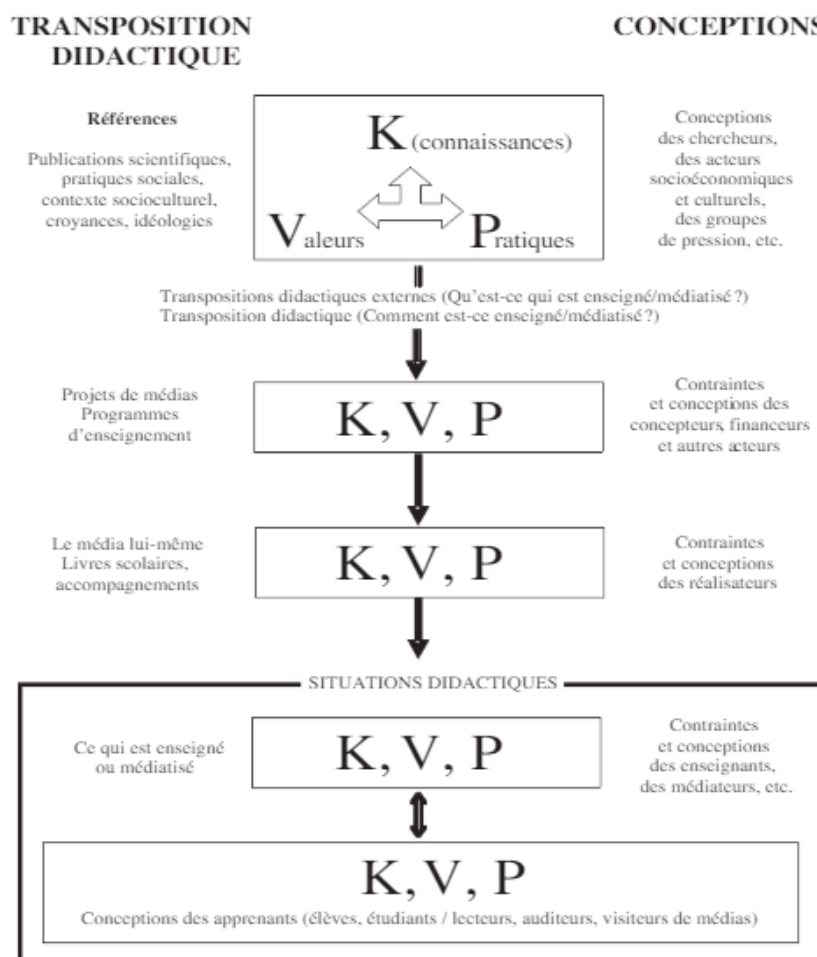 TRANSPOSITION
DIDACTIQUE
CONCEPTIONS
Références
Publications scientifiques,
pratiques sociales,
contexte socioculturel,
croyances, idéologies
K (connaissances)
Valeurs
Pratiques
Conceptions
des chercheurs,
des acteurs
socioéconomiques
et culturels,
des groupes
de pression, etc.
Transpositions didactiques externes (Qu'est-ce qui est enseigné/médiatisé ?)
Transposition didactique (Comment est-ce enseigné/médiatisé ?)
Projets de médias
Programmes
d'enseignement
K, V, P
Contraintes
et conceptions des
concepteurs, financeurs
et autres acteurs
Le média lui-même
Livres scolaires,
accompagnements
K, V, P
Contraintes
et conceptions
des réalisateurs
SITUATIONS DIDACTIQUES
Ce qui est enseigné
ou médiatisé
K, V, P
Contraintes
et conceptions
des enseignants,
des médiateurs, etc.
K, V, P
Conceptions des apprenants (élèves, étudiants / lecteurs, auditeurs, visiteurs de médias)